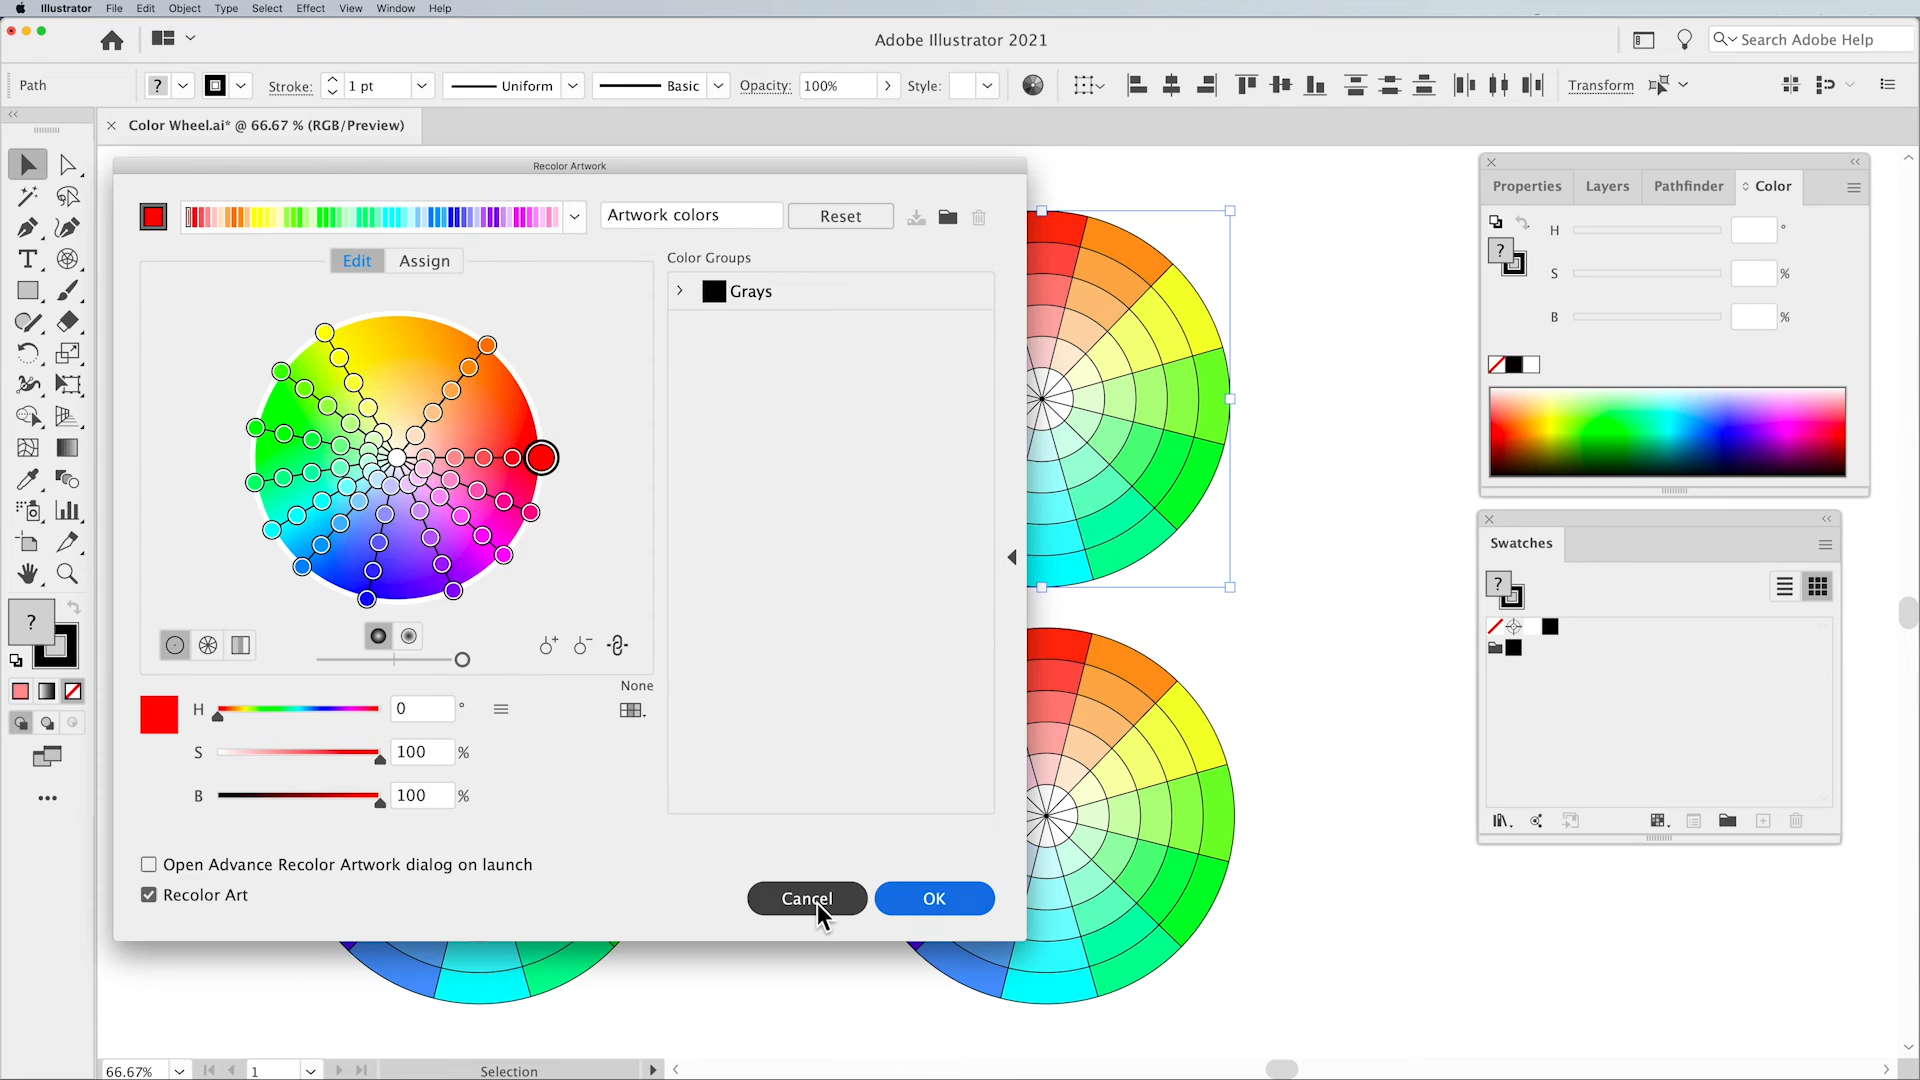 Illustrator File Edit Object Type Select Effect View Window Help
Adobe Illustrator 2021
Search Adobe Help
Path
?
Stroke:
1 pt
Uniform
Basic
Opacity:
100%
Style:
Transform
Color Wheel.ai* @ 66.67 % (RGB/Preview)
Recolor Artwork
Artwork colors
Reset
Edit
Assign
Color Groups
Grays
None
H
0
°
S
100
%
B
100
%
Open Advance Recolor Artwork dialog on launch
Recolor Art
Cancel
OK
Properties
Layers
Pathfinder
Color
?
H
°
S
%
B
%
Swatches
?
?
66.67%
1
Selection